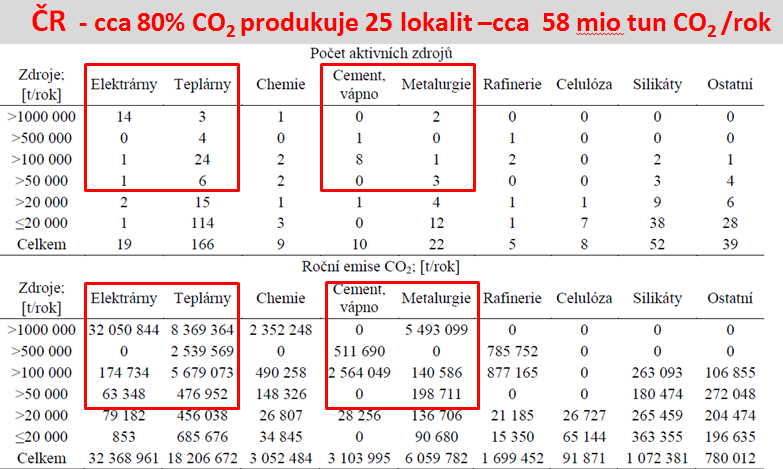 ČR - cca 80% CO2 produkuje 25 lokalit –cca 58 mio tun CO2 /rok
Počet aktivních zdrojů
Zdroje; [t/rok] Elektrárny Teplárny Chemie Cement, vápno Metalurgie Rafinerie Celulóza Silikáty Ostatní
>1000 000 14 3 1 0 2 0 0 0 0
>500 000 0 4 0 1 0 1 0 0 0
>100 000 1 24 2 8 1 2 0 2 1
>50 000 1 6 2 0 3 0 0 3 4
>20 000 2 15 1 1 4 1 1 9 6
≤20 000 1 114 3 0 12 1 7 38 28
Celkem 19 166 9 10 22 5 8 52 39
Roční emise CO2; [t/rok]
Zdroje; [t/rok] Elektrárny Teplárny Chemie Cement, vápno Metalurgie Rafinerie Celulóza Silikáty Ostatní
>1000 000 32 050 844 8 369 364 2 352 248 0 5 493 099 0 0 0 0
>500 000 0 2 539 569 0 511 690 0 785 752 0 0 0
>100 000 174 734 5 679 073 490 258 2 564 049 140 586 877 165 0 263 093 106 855
>50 000 63 348 476 952 148 326 0 198 711 0 0 180 474 272 048
>20 000 79 182 456 038 26 807 28 256 136 706 21 185 26 727 265 459 204 474
≤20 000 853 685 676 34 845 0 90 680 15 350 65 144 363 355 196 635
Celkem 32 368 961 18 206 672 3 052 484 3 103 995 6 059 782 1 699 452 91 871 1 072 381 780 012